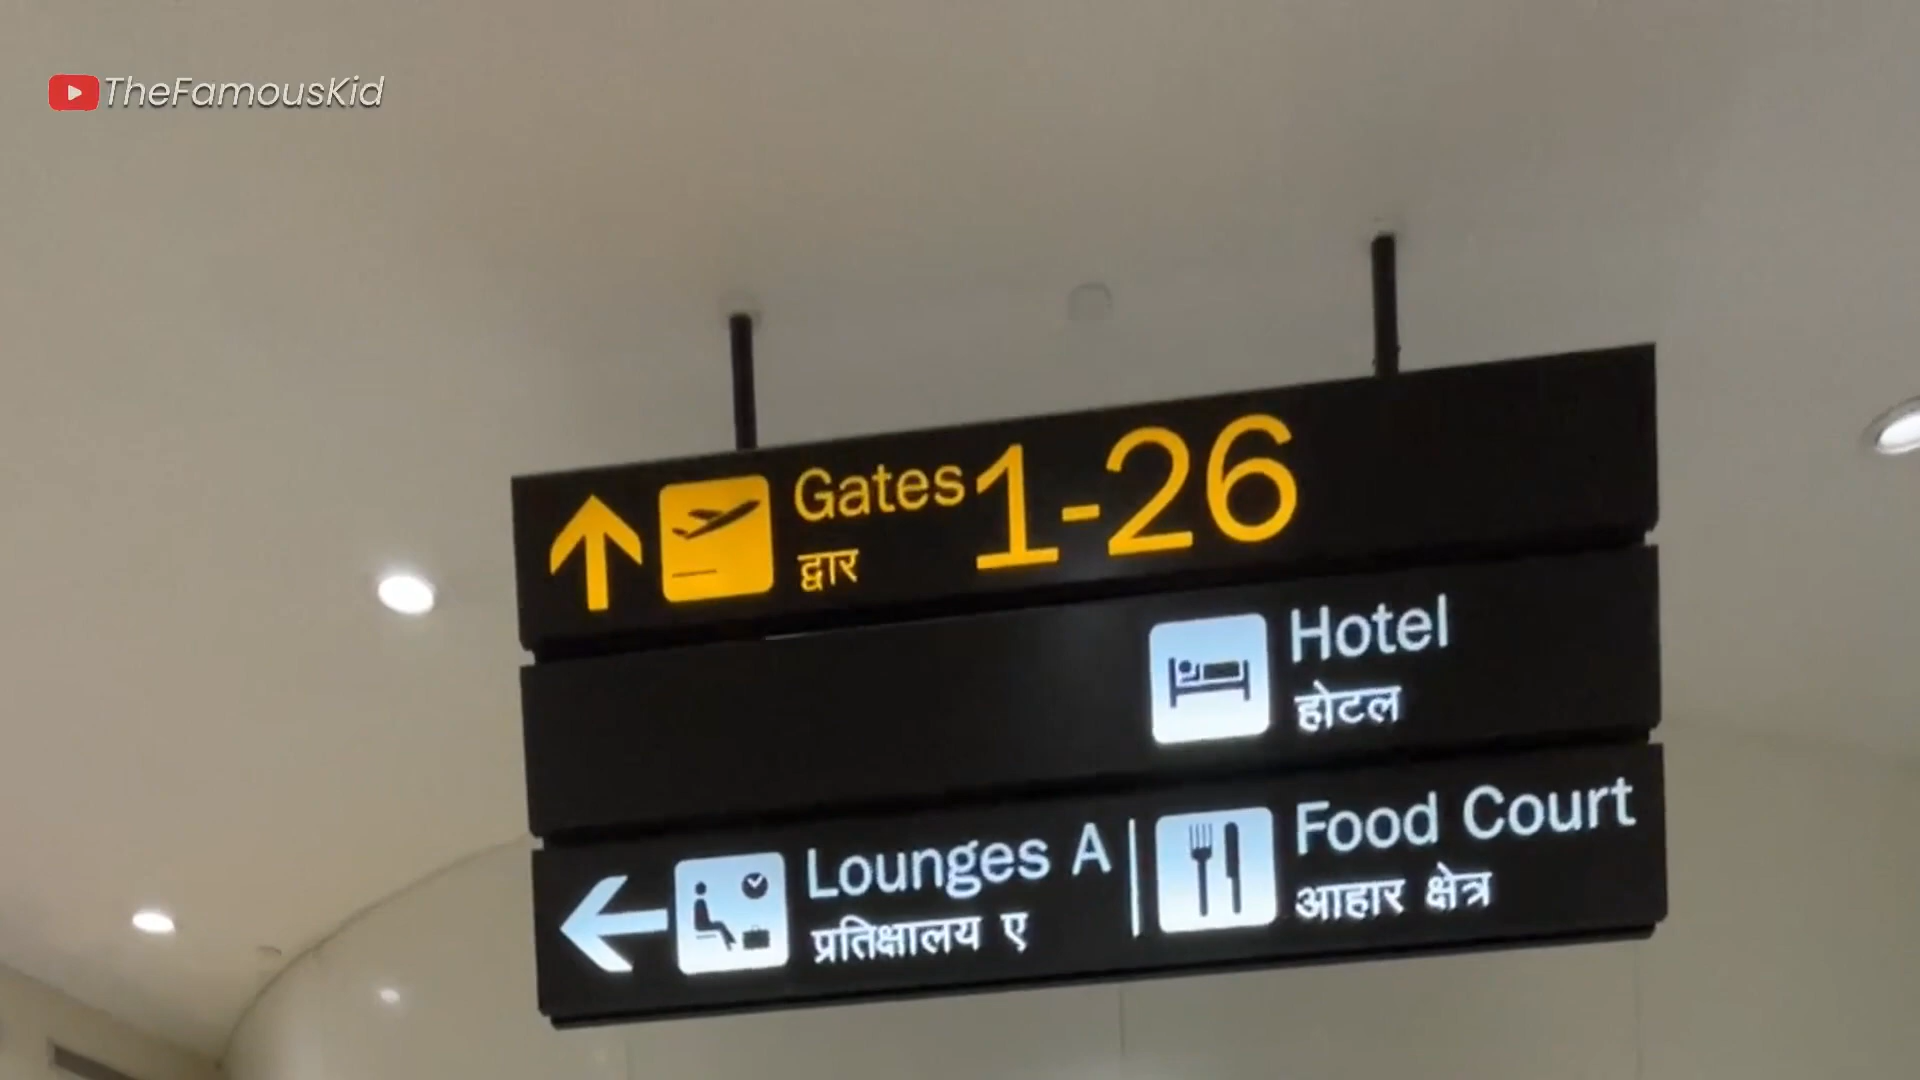 TheFamousKid
Gates 1-26
द्वार
Hotel
होटल
Lounges A
प्रतिक्षालय ए
Food Court
आहार क्षेत्र